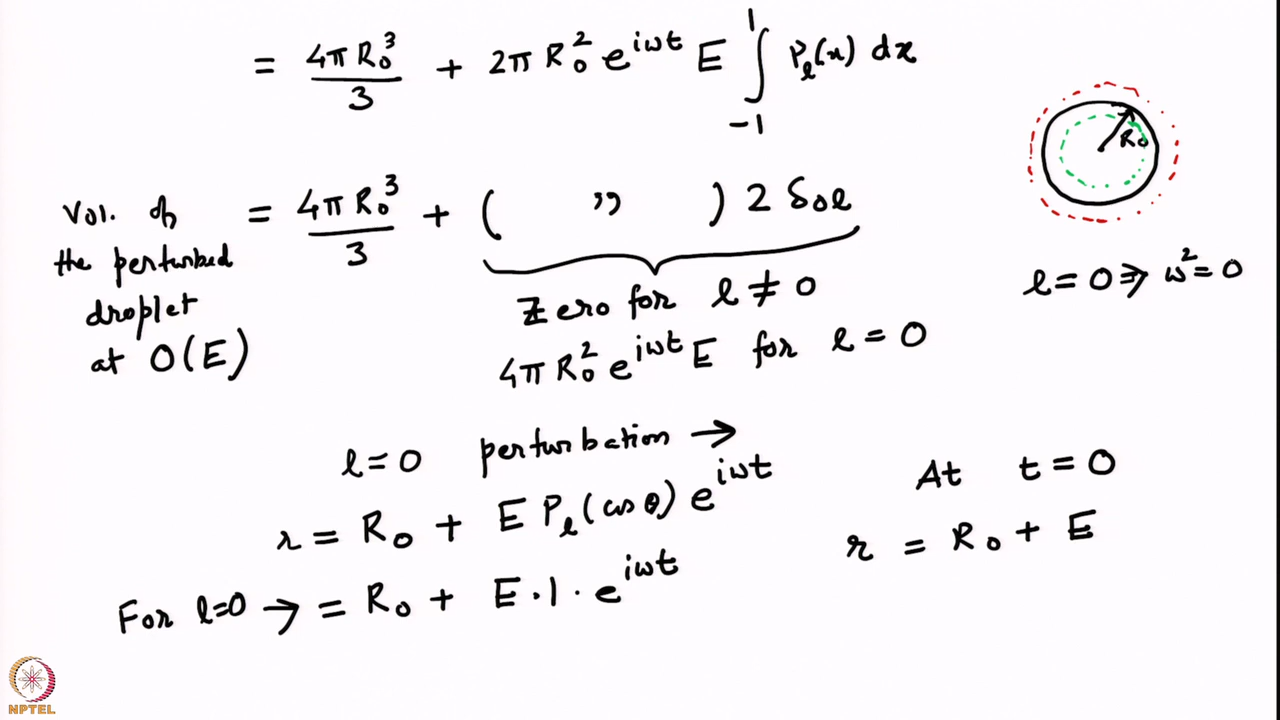 = 4πR₀³/3 + 2πR₀² e^{iωt} E ∫_{-1}^{1} P_ℓ(x) dx
R₀
Vol. of the perturbed droplet at O(E) = 4πR₀³/3 + ( " ) 2 δ₀ℓ
Zero for ℓ ≠ 0
4πR₀² e^{iωt} E for ℓ = 0
ℓ = 0 ⇒ ω² = 0
ℓ = 0 perturbation →
r = R₀ + E P_ℓ(cos θ) e^{iωt}
For ℓ=0 → = R₀ + E·1·e^{iωt}
At t = 0
r = R₀ + E
NPTEL